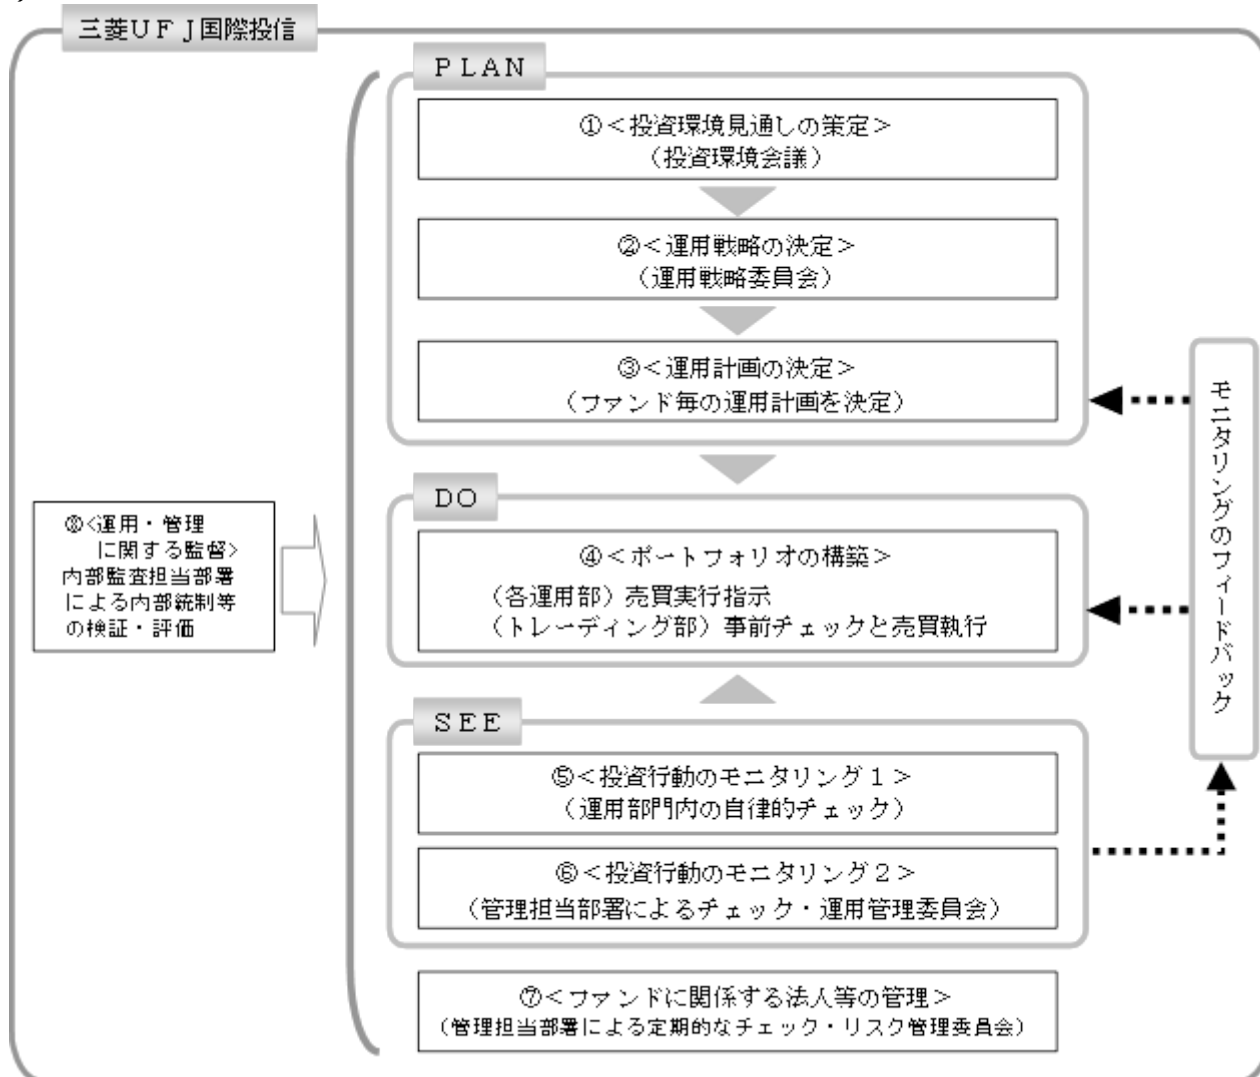 三菱ＵＦＪ国際投信
ＰＬＡＮ
①＜投資環境見通しの策定＞
（投資環境会議）
②＜運用戦略の決定＞
（運用戦略委員会）
③＜運用計画の決定＞
（ファンド毎の運用計画を決定）
ＤＯ
④＜ポートフォリオの構築＞
（各運用部）売買実行指示
（トレーディング部）事前チェックと売買執行
ＳＥＥ
⑤＜投資行動のモニタリング１＞
（運用部門内の自律的チェック）
⑥＜投資行動のモニタリング２＞
（管理担当部署によるチェック・運用管理委員会）
⑦＜ファンドに関係する法人等の管理＞
（管理担当部署による定期的なチェック・リスク管理委員会）
⑧＜運用・管理
に関する監督＞
内部監査担当部署
による内部統制等
の検証・評価
モニタリングのフィードバック